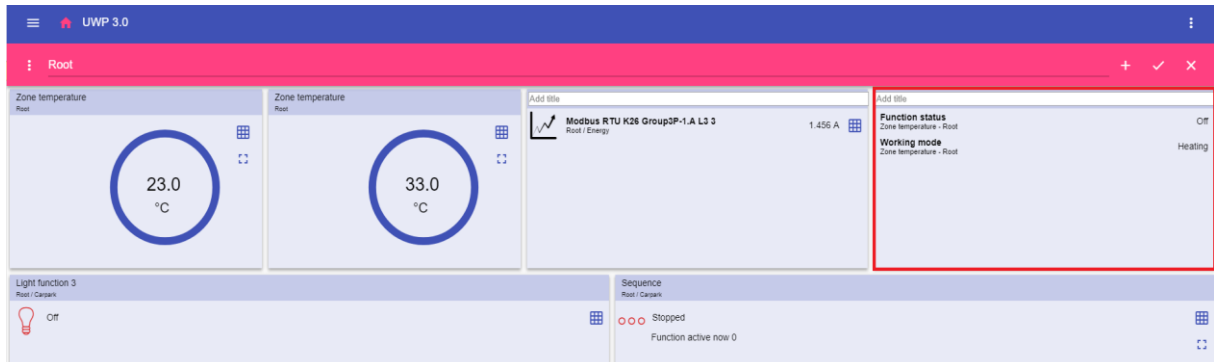 UWP 3.0
Root
Zone temperature
Root
23.0
°C
Zone temperature
Root
33.0
°C
Add title
Modbus RTU K26 Group3P-1.A L3 3
Root / Energy
1.456 A
Add title
Function status
Zone temperature - Root
Off
Working mode
Zone temperature - Root
Heating
Light function 3
Root / Carpark
Off
Sequence
Root / Carpark
Stopped
Function active now 0